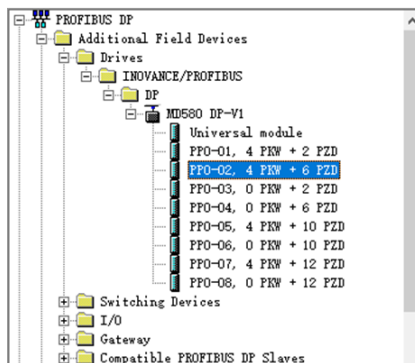 PROFIBUS DP
Additional Field Devices
Drives
INOVANCE/PROFIBUS
DP
MD580 DP-V1
Universal module
PPO-01, 4 PKW + 2 PZD
PPO-02, 4 PKW + 6 PZD
PPO-03, 0 PKW + 2 PZD
PPO-04, 0 PKW + 6 PZD
PPO-05, 4 PKW + 10 PZD
PPO-06, 0 PKW + 10 PZD
PPO-07, 4 PKW + 12 PZD
PPO-08, 0 PKW + 12 PZD
Switching Devices
I/O
Gateway
Compatible PROFIBUS DP Slaves